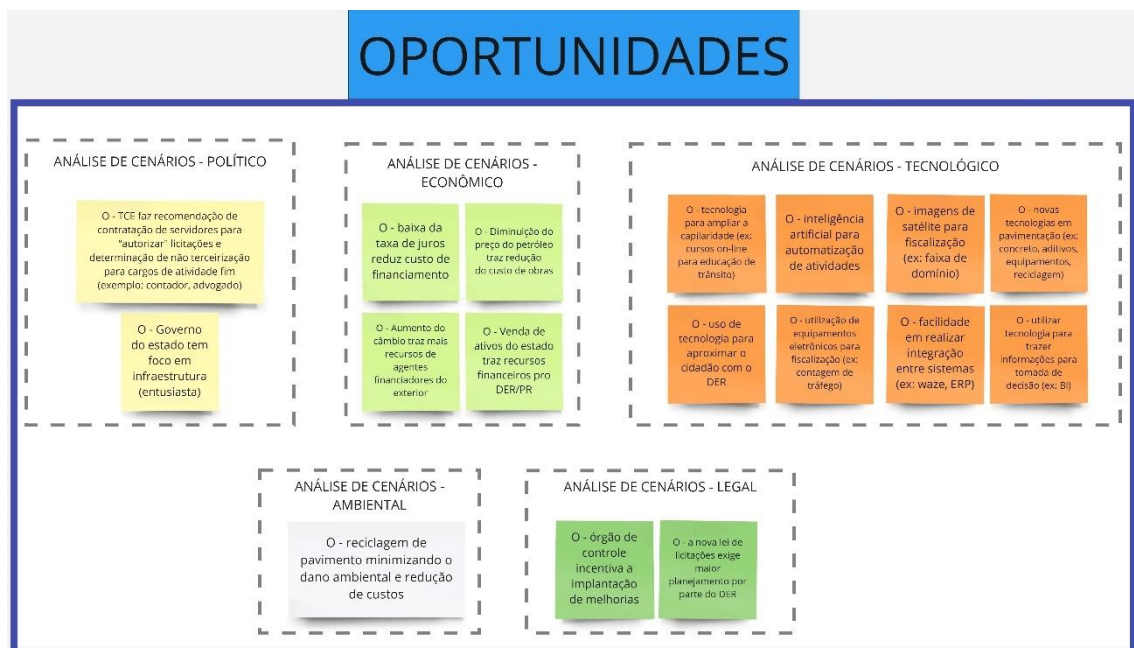 OPORTUNIDADES
ANÁLISE DE CENÁRIOS - POLÍTICO
O - TCE faz recomendação de
contratação de servidores para
"autorizar" licitações e
determinação de não terceirização
para cargos de atividade fim
(exemplo: contador, advogado)
O - Governo
do estado tem
foco em
infraestrutura
(entusiasta)
ANÁLISE DE CENÁRIOS -
ECONÔMICO
O - baixa da
taxa de juros
reduz custo de
financiamento
O - Diminuição do
preço do petróleo
traz redução
do custo de obras
O - Aumento do
câmbio traz mais
recursos de
agentes
financiadores do
exterior
O - Venda de
ativos do estado
traz recursos
financeiros pro
DER/PR
ANÁLISE DE CENÁRIOS - TECNOLÓGICO
O - tecnologia
para ampliar a
capilaridade (ex:
cursos on-line
para educação de
trânsito)
O - inteligência
artificial para
automatização
de atividades
O - imagens de
satélite para
fiscalização
(ex: faixa de
domínio)
O - novas
tecnologias em
pavimentação (ex:
concreto, aditivos,
equipamentos,
reciclagem)
O - uso de
tecnologia para
aproximar o
cidadão com o
DER
O - utilização de
equipamentos
eletrônicos para
fiscalização (ex:
contagem de
tráfego)
O - facilidade
em realizar
integração
entre sistemas
(ex: waze, ERP)
O - utilizar
tecnologia para
trazer
informações para
tomada de
decisão (ex: BI)
ANÁLISE DE CENÁRIOS -
AMBIENTAL
O - reciclagem de
pavimento minimizando o
dano ambiental e redução
de custos
ANÁLISE DE CENÁRIOS - LEGAL
O - órgão de
controle
incentiva a
implantação
de melhorias
O - a nova lei de
licitações exige
maior
planejamento por
parte do DER